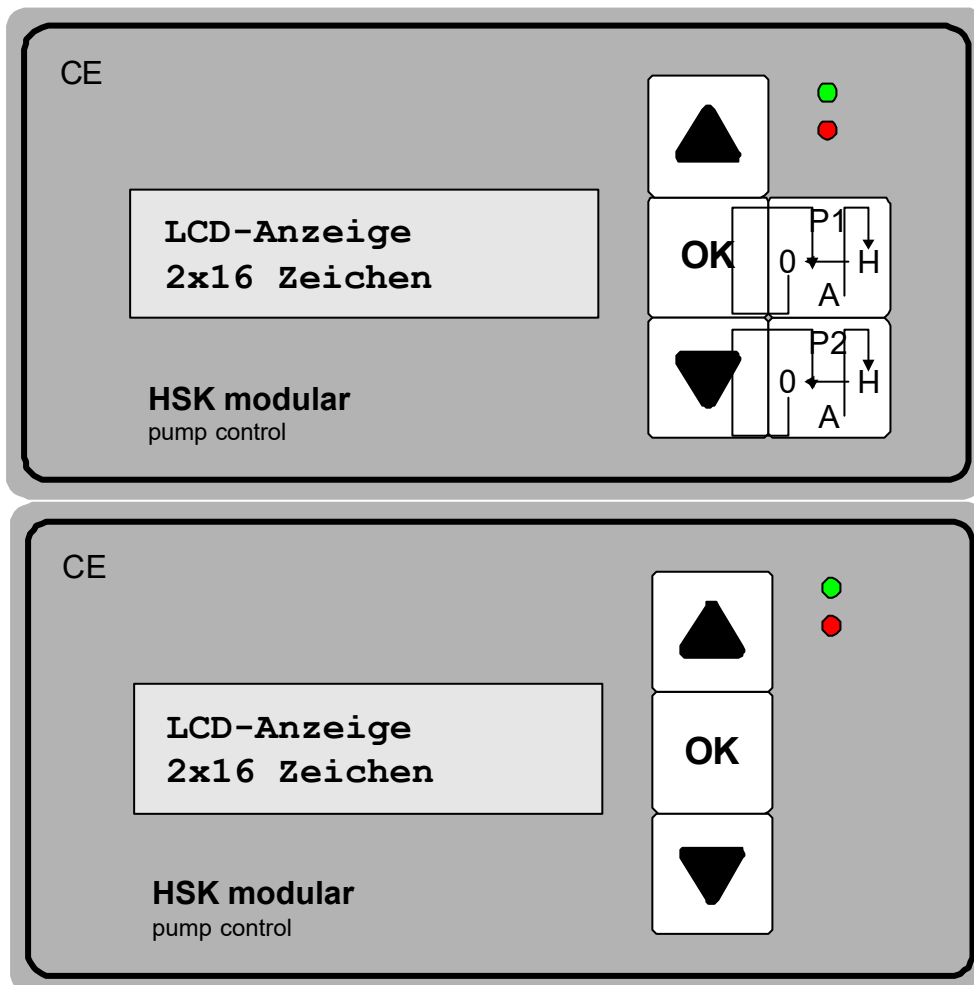 CE
LCD-Anzeige
2x16 Zeichen
OK
P1
0 H
A
P2
0 H
A
HSK modular
pump control
CE
LCD-Anzeige
2x16 Zeichen
OK
HSK modular
pump control